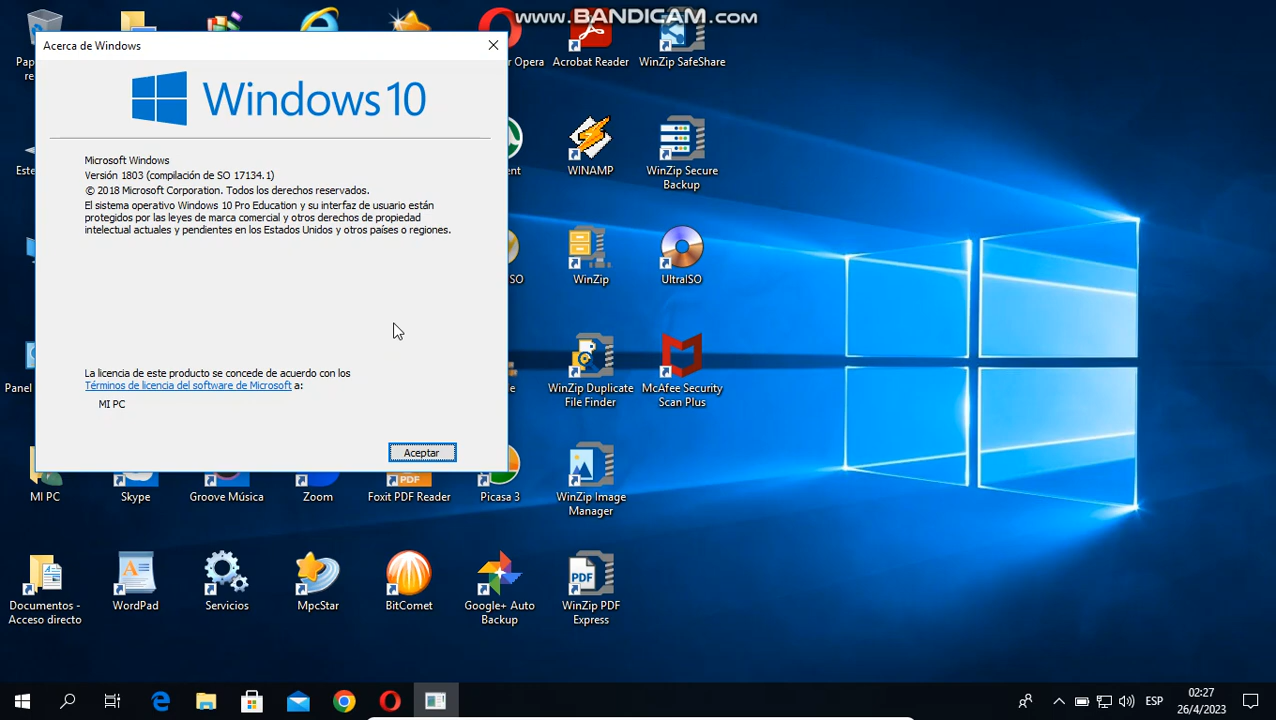 www.BANDICAM.com
Acerca de Windows
Windows 10
Microsoft Windows
Versión 1803 (compilación de SO 17134.1)
© 2018 Microsoft Corporation. Todos los derechos reservados.
El sistema operativo Windows 10 Pro Education y su interfaz de usuario están
protegidos por las leyes de marca comercial y otros derechos de propiedad
intelectual actuales y pendientes en los Estados Unidos y otros países o regiones.
La licencia de este producto se concede de acuerdo con los
Términos de licencia del software de Microsoft a:
MI PC
Aceptar
Opera
Acrobat Reader
WinZip SafeShare
WINAMP
WinZip Secure
Backup
WinZip
UltraISO
Panel
WinZip Duplicate
File Finder
McAfee Security
Scan Plus
MI PC
Skype
Groove Música
Zoom
PDF
Foxit PDF Reader
Picasa 3
WinZip Image
Manager
Documentos -
Acceso directo
WordPad
Servicios
MpcStar
BitComet
Google+ Auto
Backup
PDF
WinZip PDF
Express
ESP
02:27
26/4/2023